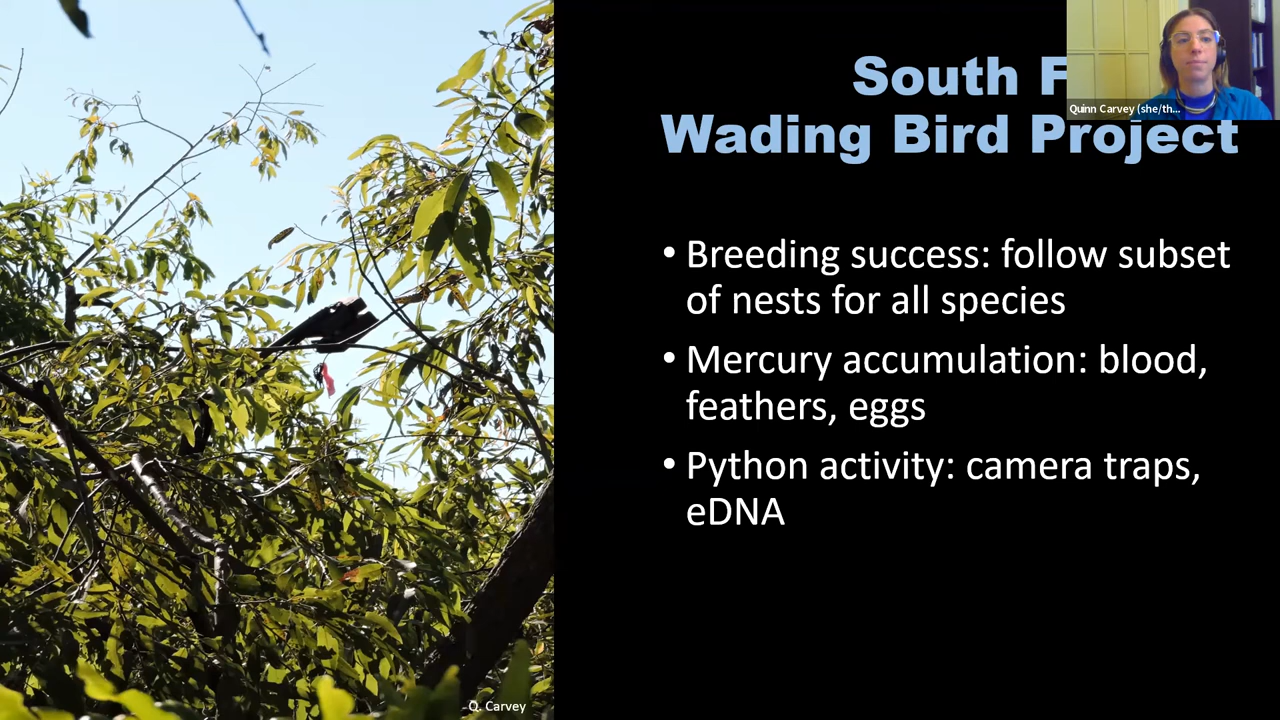 South F
Wading Bird Project
Quinn Carvey (she/th...
• Breeding success: follow subset
of nests for all species
• Mercury accumulation: blood,
feathers, eggs
• Python activity: camera traps,
eDNA
Q. Carvey